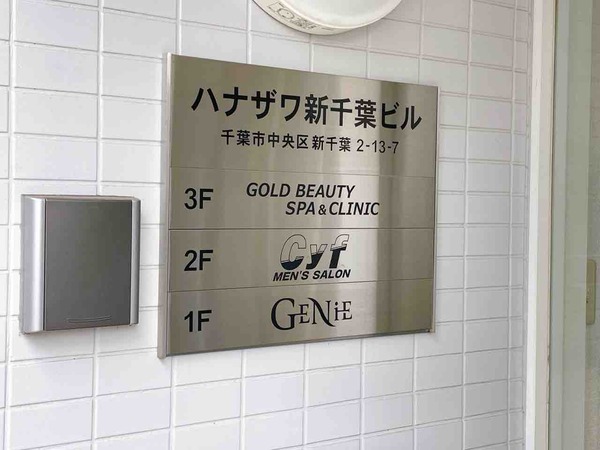 ハナザワ新千葉ビル
千葉市中央区新千葉 2-13-7
3F GOLD BEAUTY
SPA & CLINIC
2F Cyf
MEN'S SALON
1F GENiE